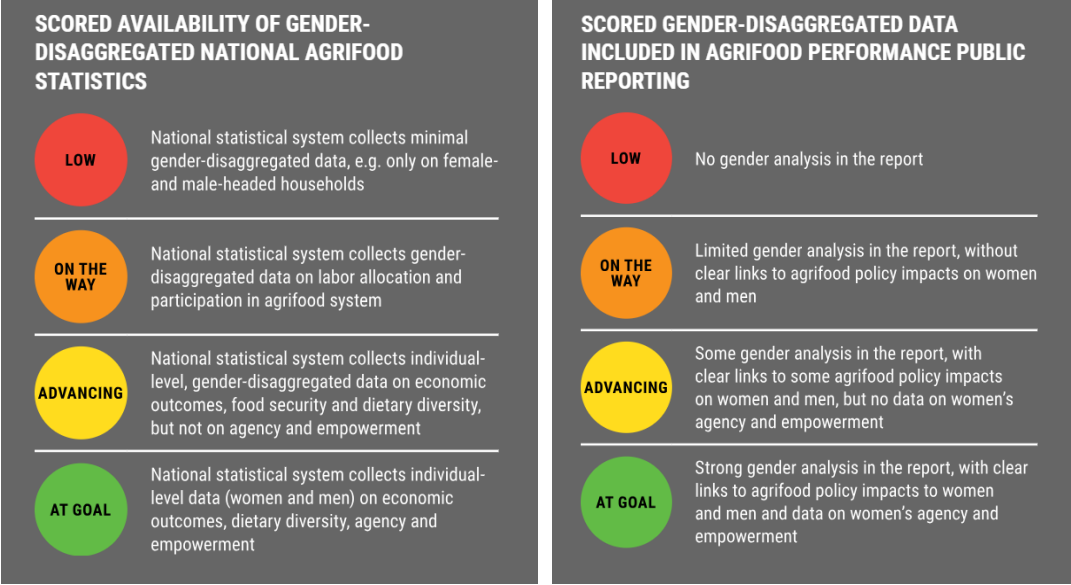 SCORED AVAILABILITY OF GENDER-
DISAGGREGATED NATIONAL AGRIFOOD
STATISTICS
LOW
National statistical system collects minimal
gender-disaggregated data, e.g. only on female-
and male-headed households
ON THE
WAY
National statistical system collects gender-
disaggregated data on labor allocation and
participation in agrifood system
ADVANCING
National statistical system collects individual-
level, gender-disaggregated data on economic
outcomes, food security and dietary diversity,
but not on agency and empowerment
AT GOAL
National statistical system collects individual-
level data (women and men) on economic
outcomes, dietary diversity, agency and
empowerment
SCORED GENDER-DISAGGREGATED DATA
INCLUDED IN AGRIFOOD PERFORMANCE PUBLIC
REPORTING
LOW
No gender analysis in the report
ON THE
WAY
Limited gender analysis in the report, without
clear links to agrifood policy impacts on women
and men
ADVANCING
Some gender analysis in the report, with
clear links to some agrifood policy impacts
on women and men, but no data on women’s
agency and empowerment
AT GOAL
Strong gender analysis in the report, with clear
links to agrifood policy impacts to women
and men and data on women’s agency and
empowerment